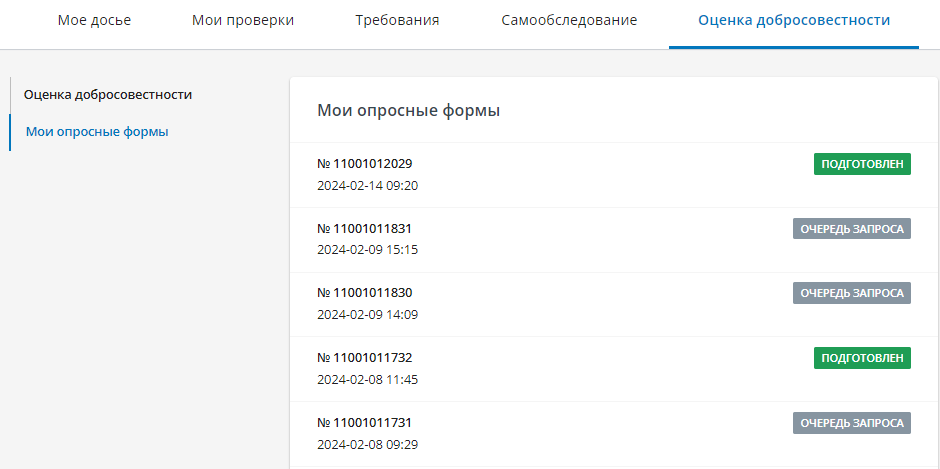 Мое досье
Мои проверки
Требования
Самообследование
Оценка добросовестности
Оценка добросовестности
Мои опросные формы
Мои опросные формы
№ 11001012029
ПОДГОТОВЛЕН
2024-02-14 09:20
№ 11001011831
ОЧЕРЕДЬ ЗАПРОСА
2024-02-09 15:15
№ 11001011830
ОЧЕРЕДЬ ЗАПРОСА
2024-02-09 14:09
№ 11001011732
ПОДГОТОВЛЕН
2024-02-08 11:45
№ 11001011731
ОЧЕРЕДЬ ЗАПРОСА
2024-02-08 09:29